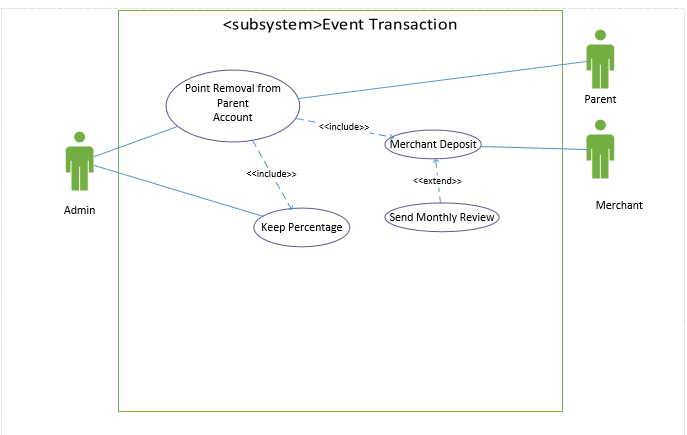 <subsystem>Event Transaction
Point Removal from
Parent
Account
Parent
<<include>>
Merchant Deposit
<<include>>
<<extend>>
Admin
Merchant
Send Monthly Review
Keep Percentage